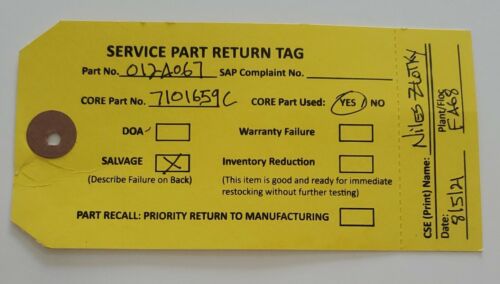 SERVICE PART RETURN TAG
Part No. 012A067 SAP Complaint No.
CORE Part No. 7101659C CORE Part Used: YES / NO
DOA Warranty Failure
SALVAGE X Inventory Reduction
(Describe Failure on Back) (This item is good and ready for immediate
restocking without further testing)
PART RECALL: PRIORITY RETURN TO MANUFACTURING
CSE (Print) Name: NILES ZLOTKY
Date: 8/5/21 Plant/Flog FA68